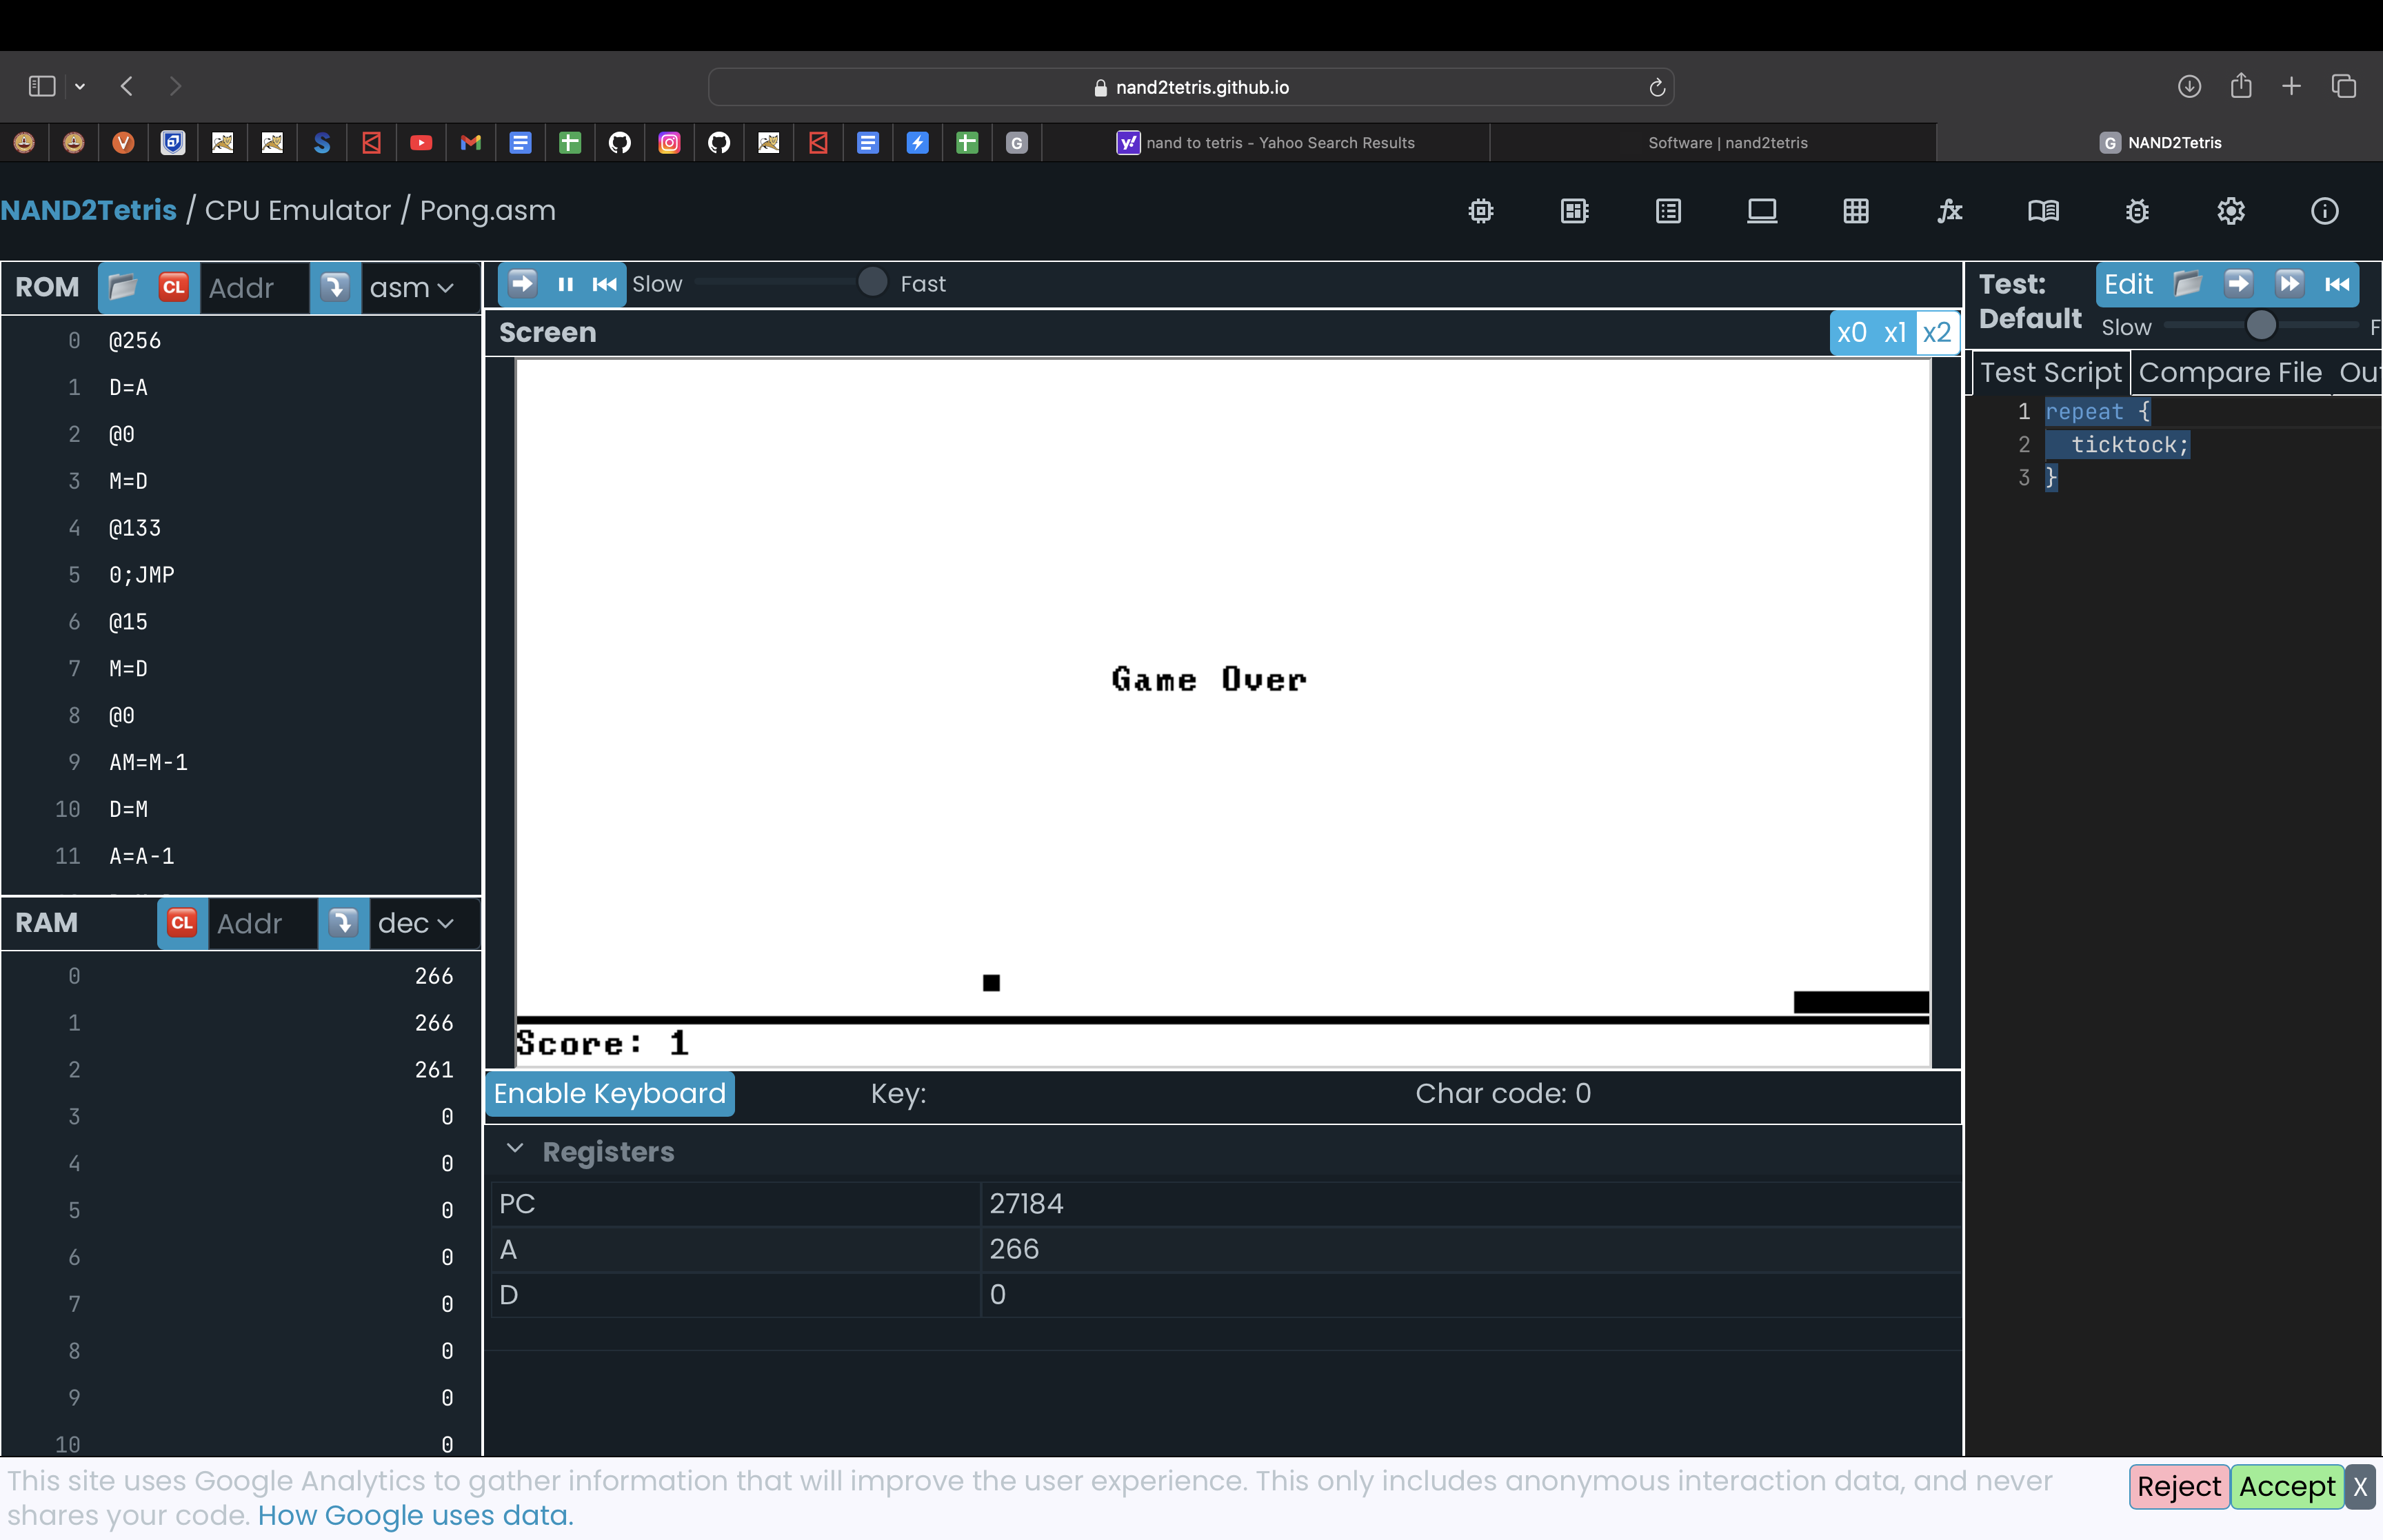 nand2tetris.github.io
nand to tetris - Yahoo Search Results
Software | nand2tetris
G NAND2Tetris
NAND2Tetris / CPU Emulator / Pong.asm
ROM CL Addr asm
0 @256
1 D=A
2 @0
3 M=D
4 @133
5 0;JMP
6 @15
7 M=D
8 @0
9 AM=M-1
10 D=M
11 A=A-1
RAM CL Addr dec
0 266
1 266
2 261
3 0
4 0
5 0
6 0
7 0
8 0
9 0
10 0
Slow Fast
Screen x0 x1 x2
Game Over
Score: 1
Enable Keyboard Key: Char code: 0
Registers
PC 27184
A 266
D 0
Test:
Default
Edit
Slow F
Test Script Compare File Out
1 repeat {
2 ticktock;
3 }
This site uses Google Analytics to gather information that will improve the user experience. This only includes anonymous interaction data, and never
shares your code. How Google uses data.
Reject Accept X